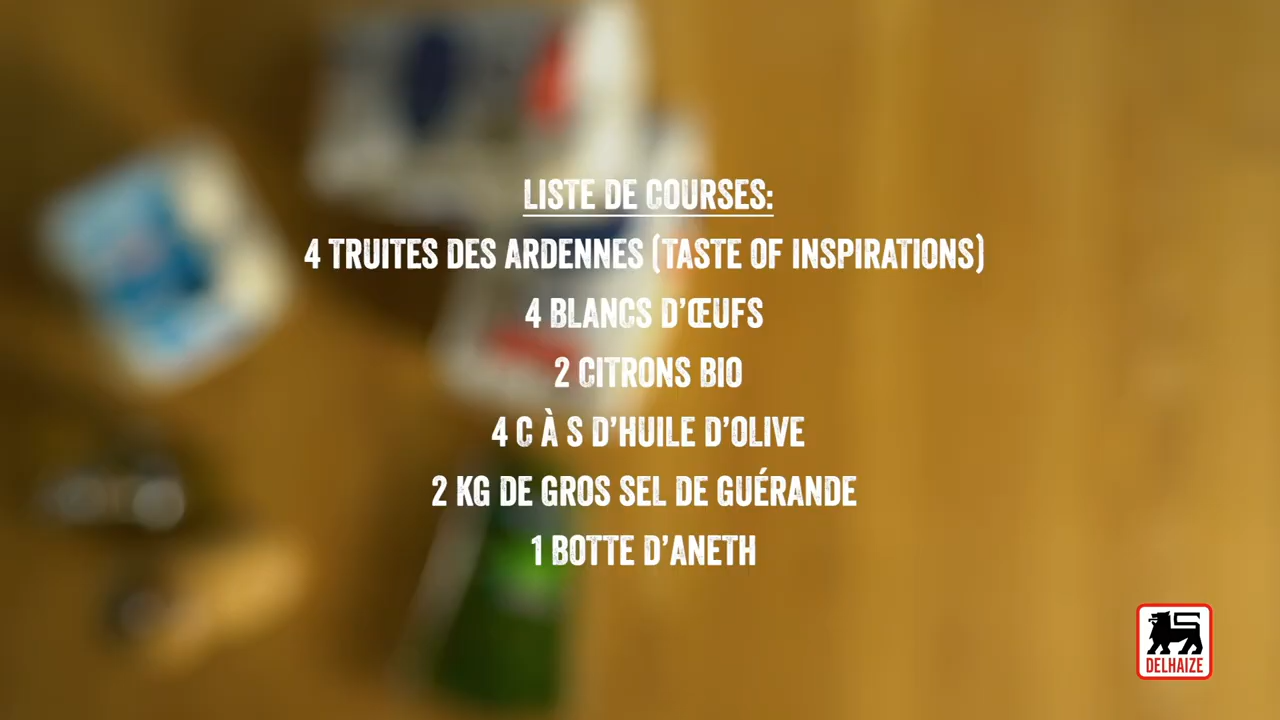 LISTE DE COURSES:
4 TRUITES DES ARDENNES (TASTE OF INSPIRATIONS)
4 BLANCS D'ŒUFS
2 CITRONS BIO
4 C À S D'HUILE D'OLIVE
2 KG DE GROS SEL DE GUÉRANDE
1 BOTTE D'ANETH
DELHAIZE